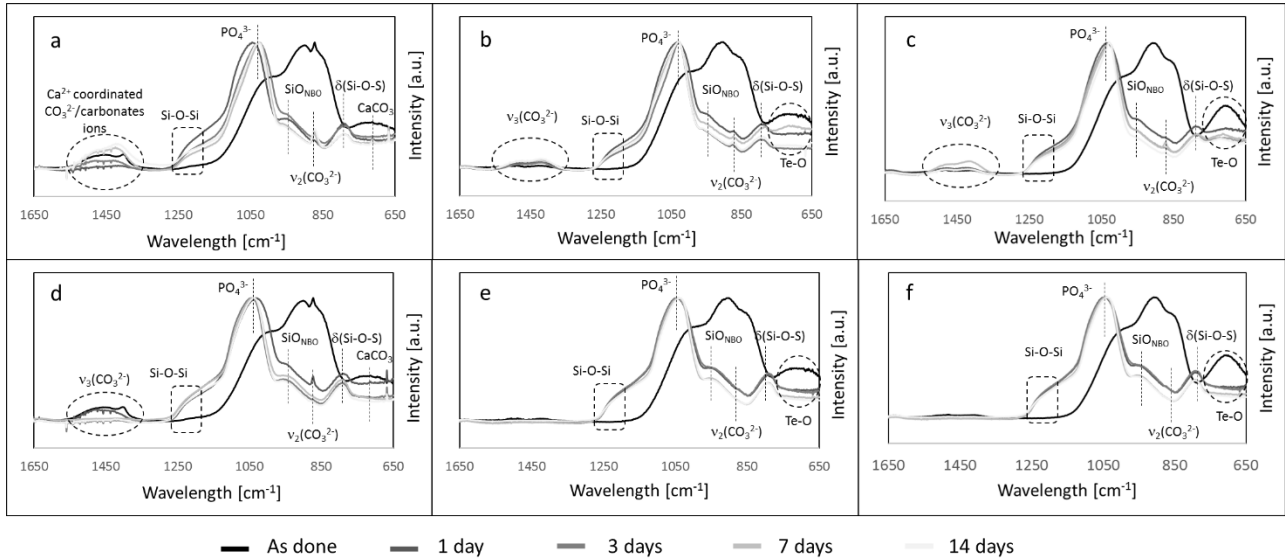 a
PO₄³⁻
Ca²⁺ coordinated
CO₃²⁻/carbonates
ions
Si-O-Si
SiO_NBO
δ(Si-O-S)
CaCO₃
ν₂(CO₃²⁻)
1650 1450 1250 1050 850 650
Wavelength [cm⁻¹]
Intensity [a.u.]
b
PO₄³⁻
ν₃(CO₃²⁻)
Si-O-Si
SiO_NBO
δ(Si-O-S)
Te-O
ν₂(CO₃²⁻)
1650 1450 1250 1050 850 650
Wavelength [cm⁻¹]
Intensity [a.u.]
c
PO₄³⁻
ν₃(CO₃²⁻)
Si-O-Si
SiO_NBO
δ(Si-O-S)
Te-O
ν₂(CO₃²⁻)
1650 1450 1250 1050 850 650
Wavelength [cm⁻¹]
Intensity [a.u.]
d
PO₄³⁻
ν₃(CO₃²⁻)
Si-O-Si
SiO_NBO
δ(Si-O-S)
CaCO₃
ν₂(CO₃²⁻)
1650 1450 1250 1050 850 650
Wavelength [cm⁻¹]
Intensity [a.u.]
e
PO₄³⁻
Si-O-Si
SiO_NBO
δ(Si-O-S)
Te-O
ν₂(CO₃²⁻)
1650 1450 1250 1050 850 650
Wavelength [cm⁻¹]
Intensity [a.u.]
f
PO₄³⁻
Si-O-Si
SiO_NBO
δ(Si-O-S)
Te-O
ν₂(CO₃²⁻)
1650 1450 1250 1050 850 650
Wavelength [cm⁻¹]
Intensity [a.u.]
As done 1 day 3 days 7 days 14 days